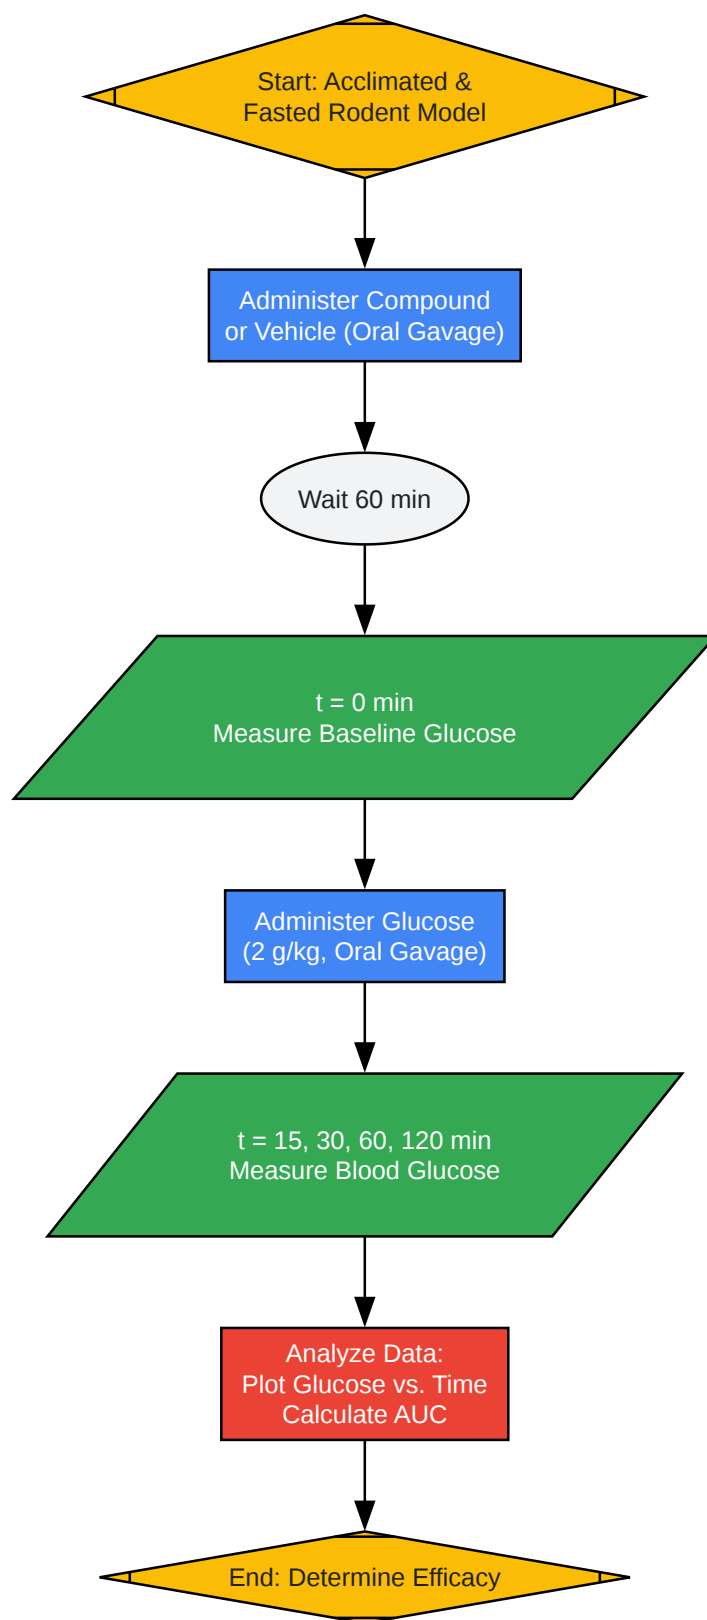 Start: Acclimated &
Fasted Rodent Model
Administer Compound
or Vehicle (Oral Gavage)
Wait 60 min
t = 0 min
Measure Baseline Glucose
Administer Glucose
(2 g/kg, Oral Gavage)
t = 15, 30, 60, 120 min
Measure Blood Glucose
Analyze Data:
Plot Glucose vs. Time
Calculate AUC
End: Determine Efficacy